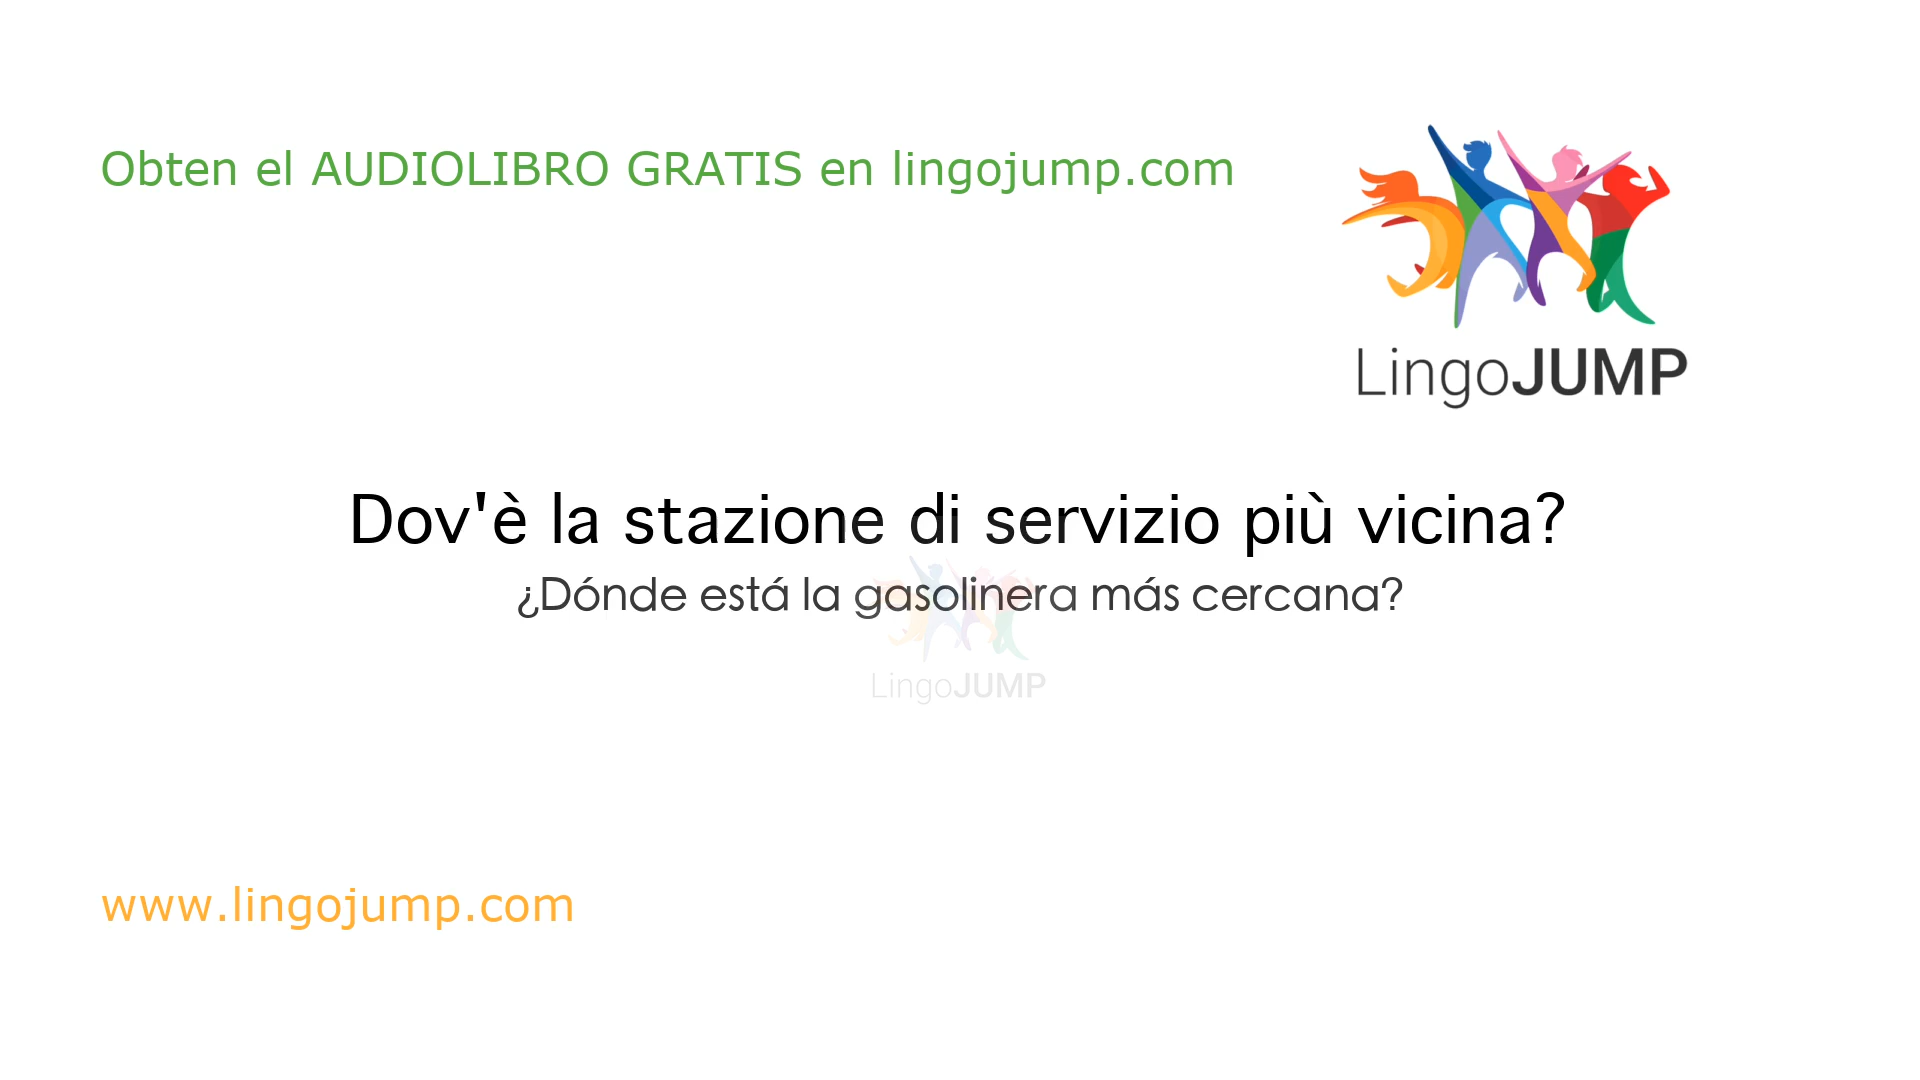 Obten el AUDIOLIBRO GRATIS en lingojump.com
LingoJUMP
Dov'è la stazione di servizio più vicina?
¿Dónde está la gasolinera más cercana?
LingoJUMP
www.lingojump.com